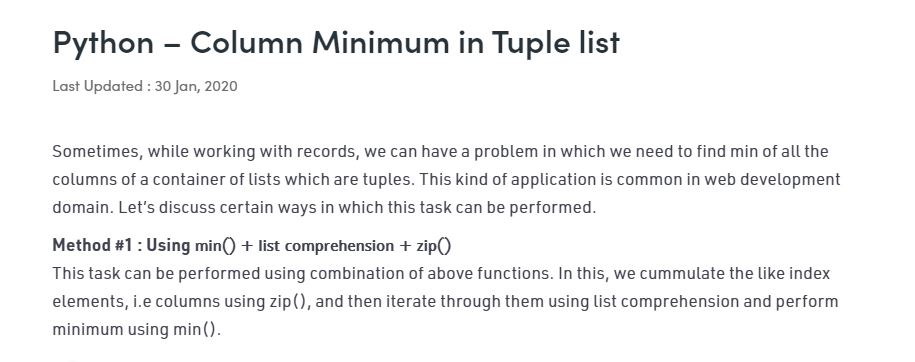 Python – Column Minimum in Tuple list
Last Updated : 30 Jan, 2020
Sometimes, while working with records, we can have a problem in which we need to find min of all the
columns of a container of lists which are tuples. This kind of application is common in web development
domain. Let’s discuss certain ways in which this task can be performed.
Method #1 : Using min() + list comprehension + zip()
This task can be performed using combination of above functions. In this, we cummulate the like index
elements, i.e columns using zip(), and then iterate through them using list comprehension and perform
minimum using min().